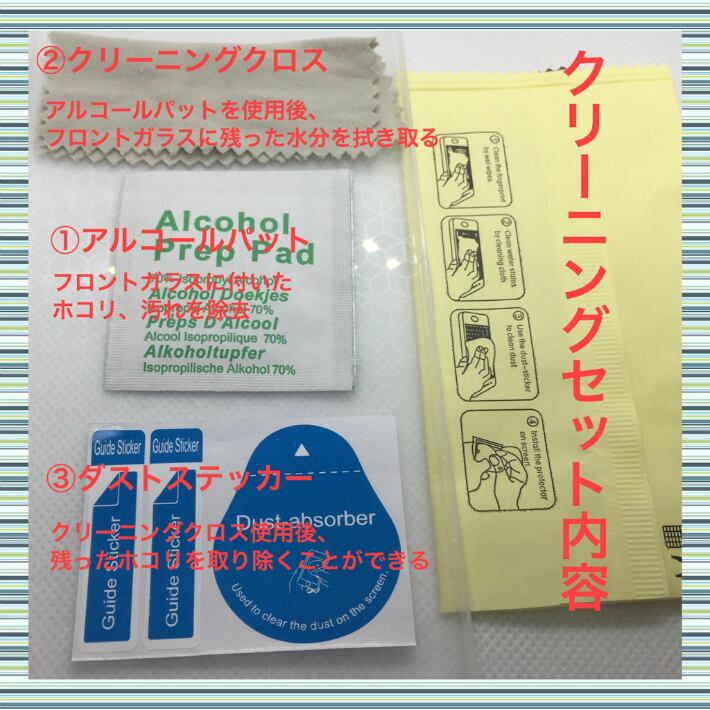 ②クリーニングクロス
アルコールパットを使用後、
フロントガラスに残った水分を拭き取る
①アルコールパット
フロントガラスに付いた
ホコリ、汚れを除去
③ダストステッカー
クリーニングクロス使用後、
残ったホコリを取り除くことができる
クリーニングセット内容
Alcohol
Prep Pad
70% Isopropyl Alcohol
Alcohol Doekjes
Alcohol 70%
Preps D'Alcool
Alcool Isopropilique 70%
Alkoholtupfer
Isopropilische Alkohol 70%
Guide Sticker
Guide Sticker
Guide Sticker
Guide Sticker
Dust absorber
Used to clear the dust on the screen.
① Clean the fingerprint
by wet wipes.
② Clean water stains
by cleaning cloth
③ Use the dust-sticker
to clean dust.
④ Install the protector
on screen.